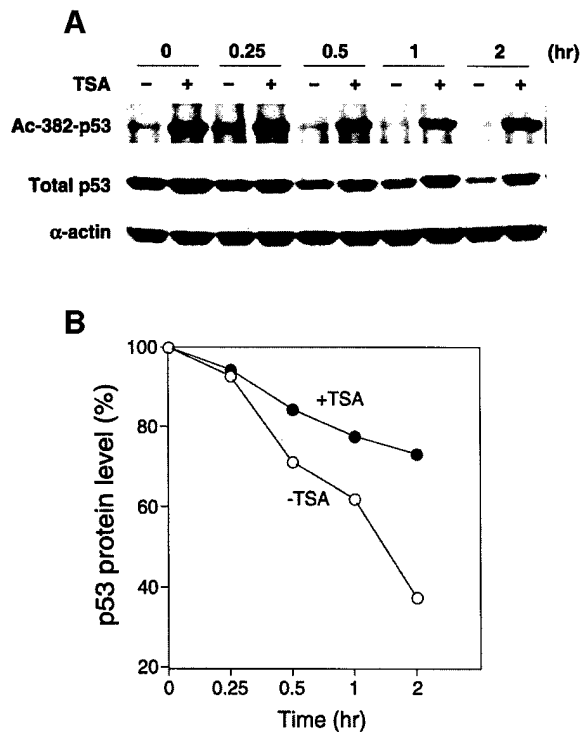 A
0 0.25 0.5 1 2 (hr)
TSA − + − + − + − + − +
Ac-382-p53
Total p53
α-actin
B
100
80
60
40
20
p53 protein level (%)
+TSA
-TSA
0 0.25 0.5 1 2
Time (hr)